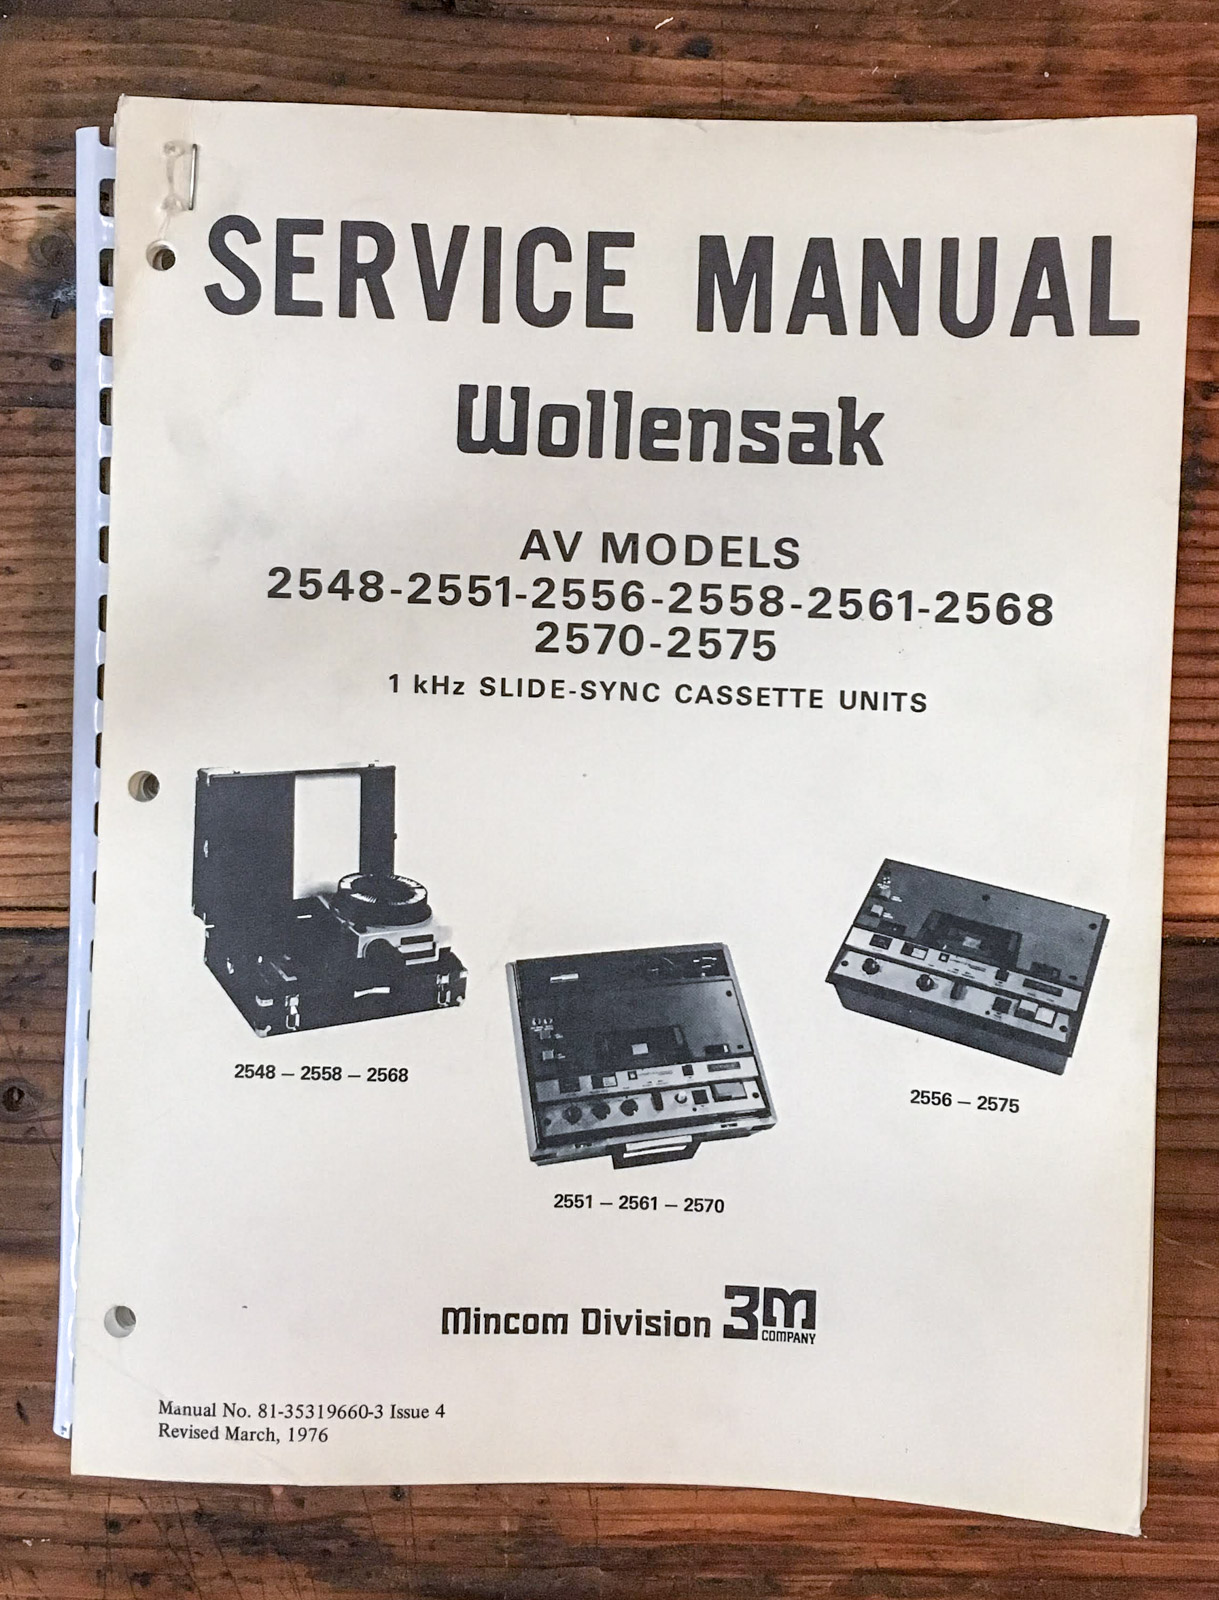 SERVICE MANUAL
Wollensak
AV MODELS
2548-2551-2556-2558-2561-2568
2570-2575
1 kHz SLIDE-SYNC CASSETTE UNITS
2548 — 2558 — 2568
2556 — 2575
2551 — 2561 — 2570
Mincom Division 3M
COMPANY
Manual No. 81-35319660-3 Issue 4
Revised March, 1976